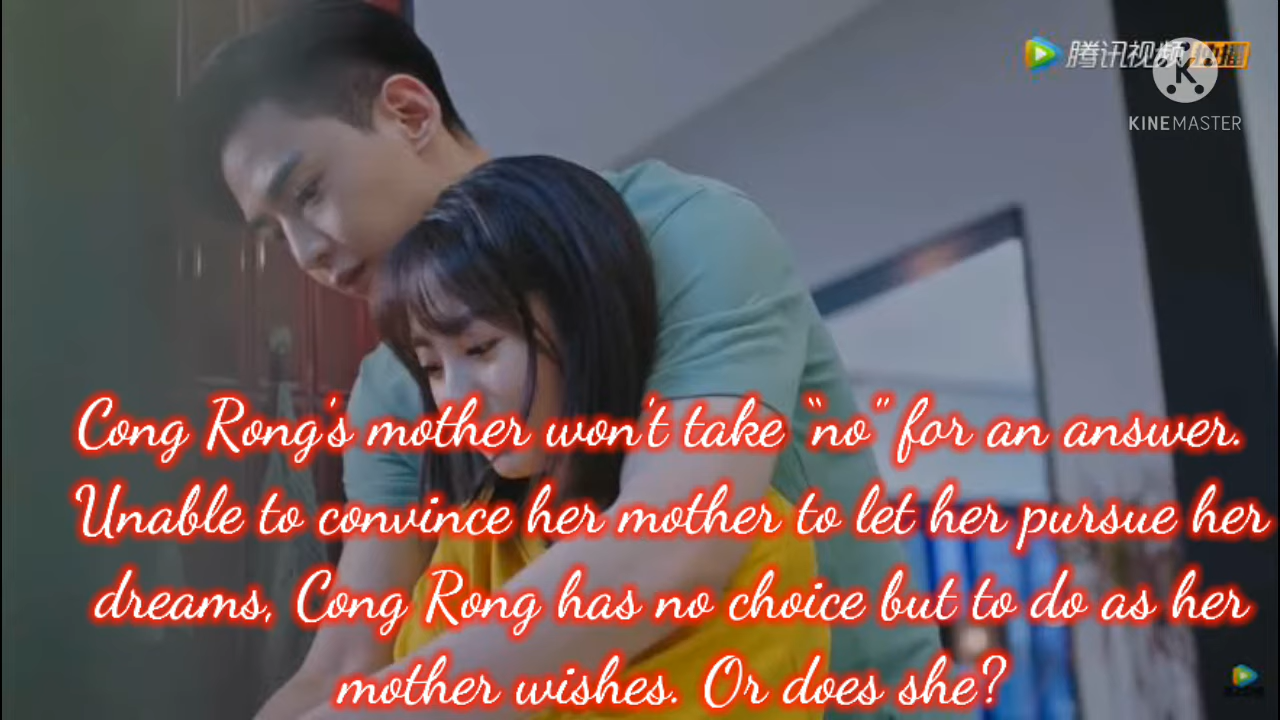 腾讯视频 独播
K
KINEMASTER
Cong Rong's mother won't take "no" for an answer.
Unable to convince her mother to let her pursue her
dreams, Cong Rong has no choice but to do as her
mother wishes. Or does she?